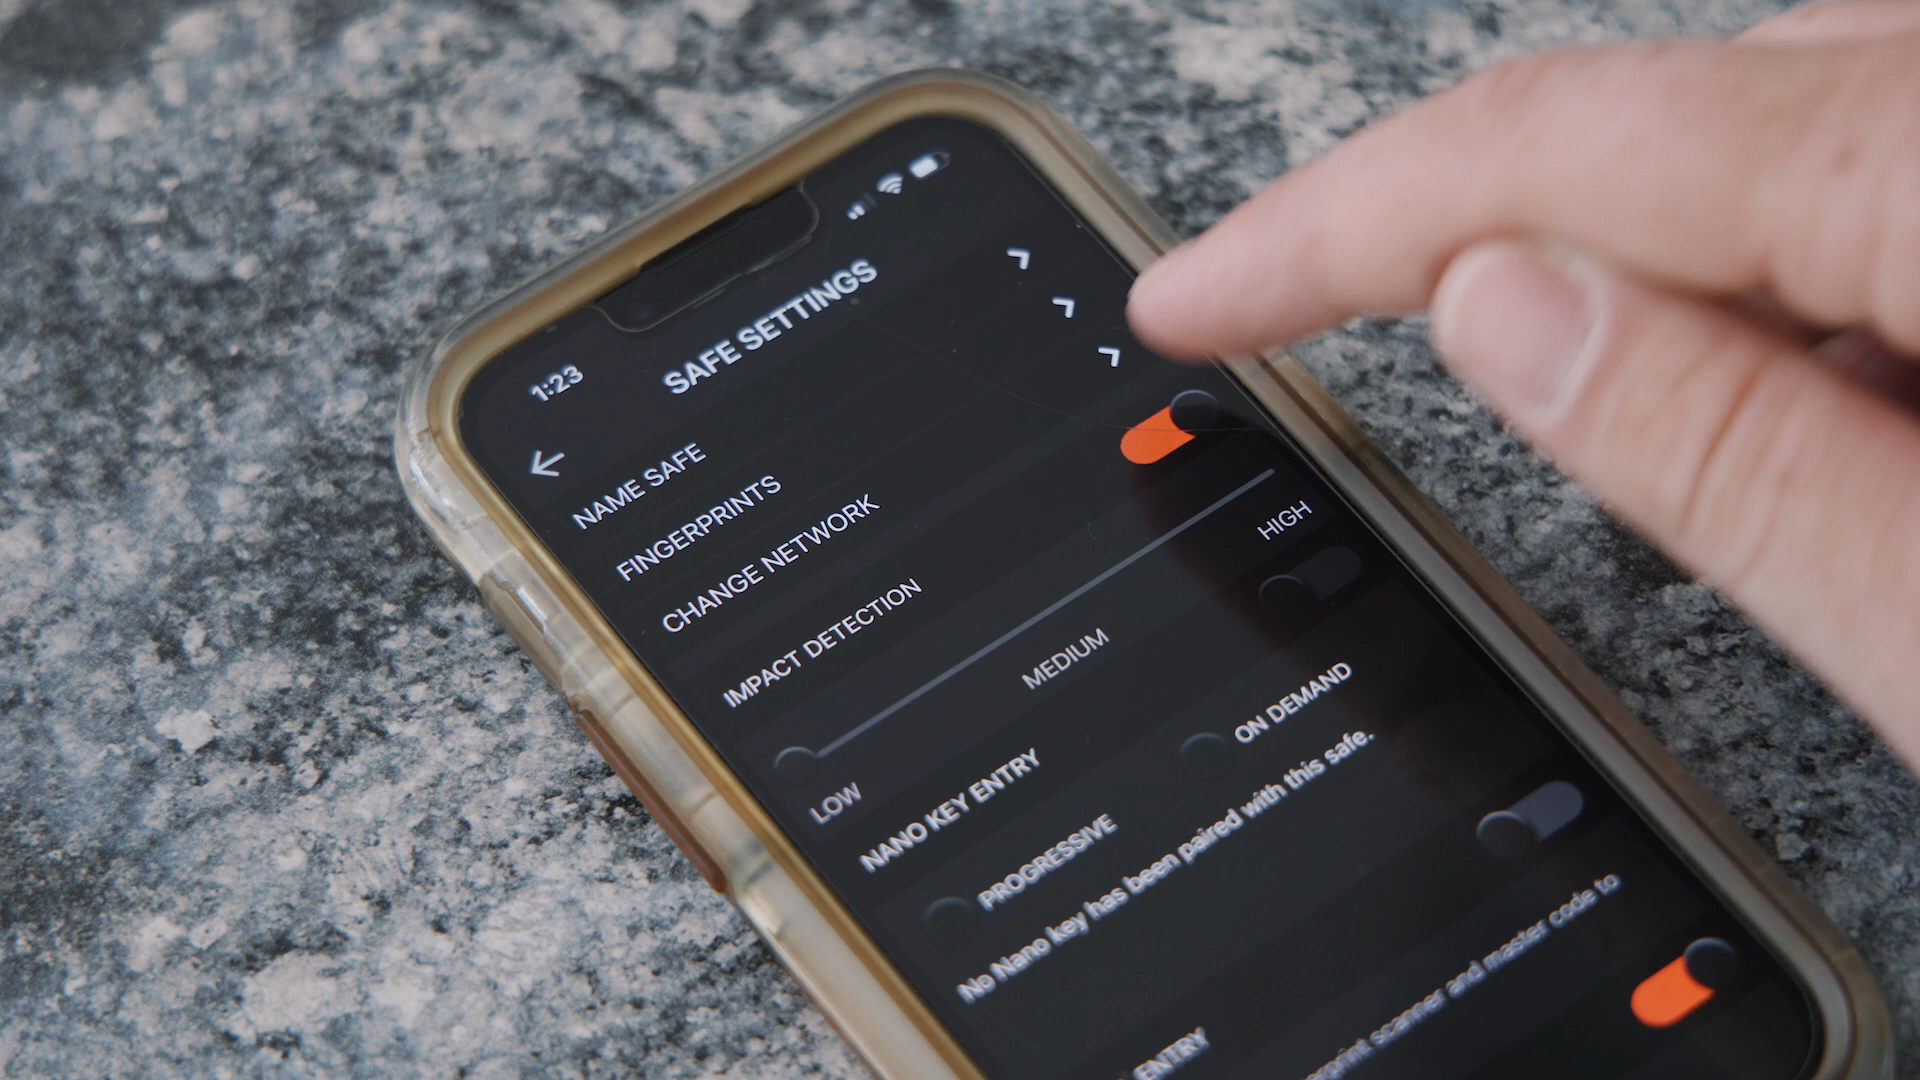 1:23
SAFE SETTINGS
NAME SAFE
FINGERPRINTS
CHANGE NETWORK
IMPACT DETECTION
LOW MEDIUM HIGH
NANO KEY ENTRY
PROGRESSIVE ON DEMAND
No Nano key has been paired with this safe.
ENTRY
scanner and master code to